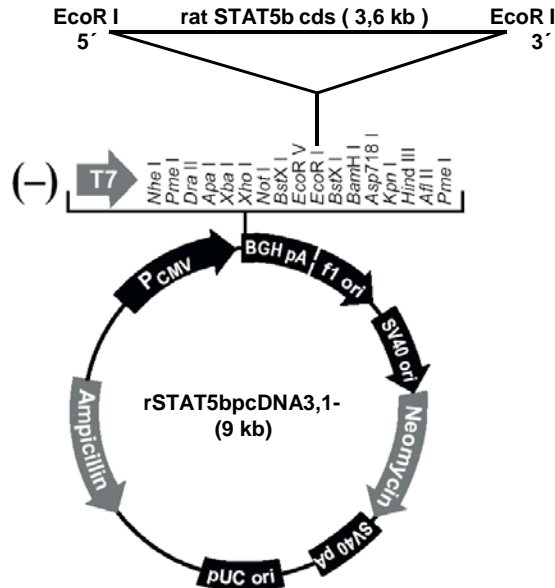 EcoR I rat STAT5b cds ( 3,6 kb ) EcoR I
5´ 3´
(–) T7
Nhe I
Pme I
Dra II
Apa I
Xba I
Xho I
Not I
BstX I
EcoR V
EcoR I
BstX I
BamH I
Asp718 I
Kpn I
Hind III
Afl II
Pme I
P CMV
BGH pA
f1 ori
SV40 ori
Neomycin
SV40 pA
pUC ori
Ampicillin
rSTAT5bpcDNA3,1-
(9 kb)